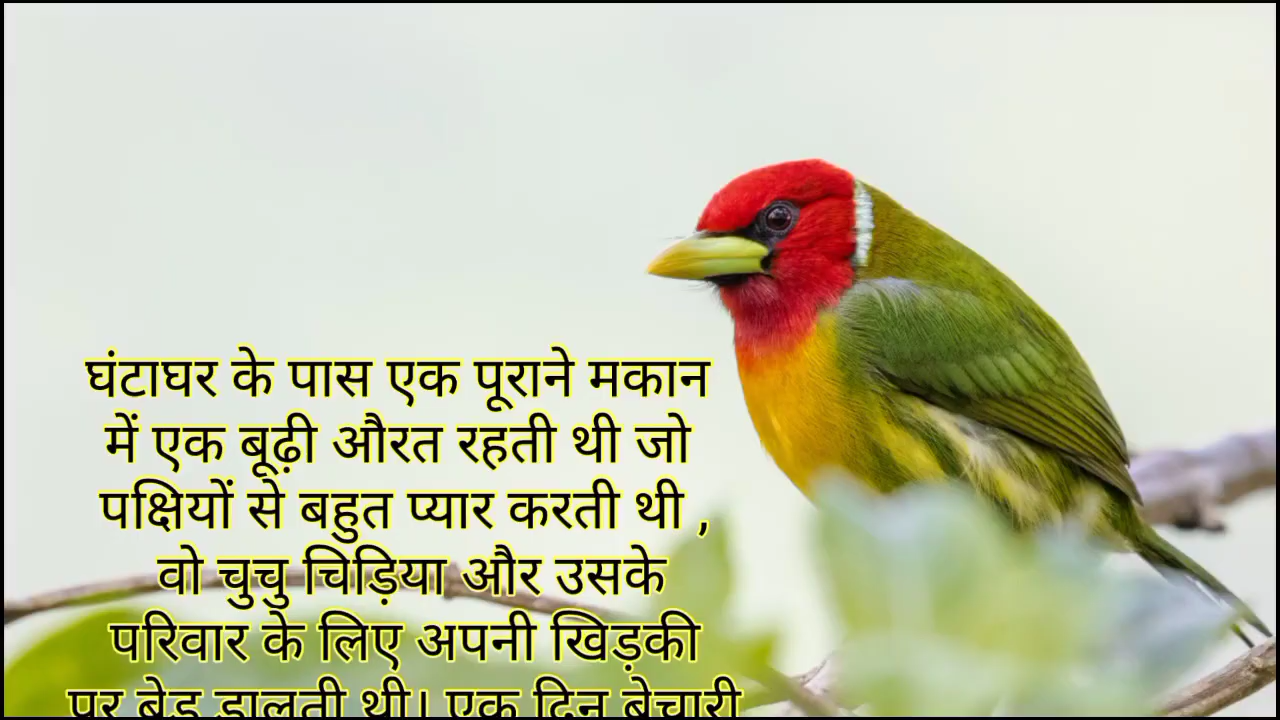 घंटाघर के पास एक पूराने मकान
में एक बूढ़ी औरत रहती थी जो
पक्षियों से बहुत प्यार करती थी ,
वो चुचु चिड़िया और उसके
परिवार के लिए अपनी खिड़की
पर ब्रेड डालती थी। एक दिन बेचारी